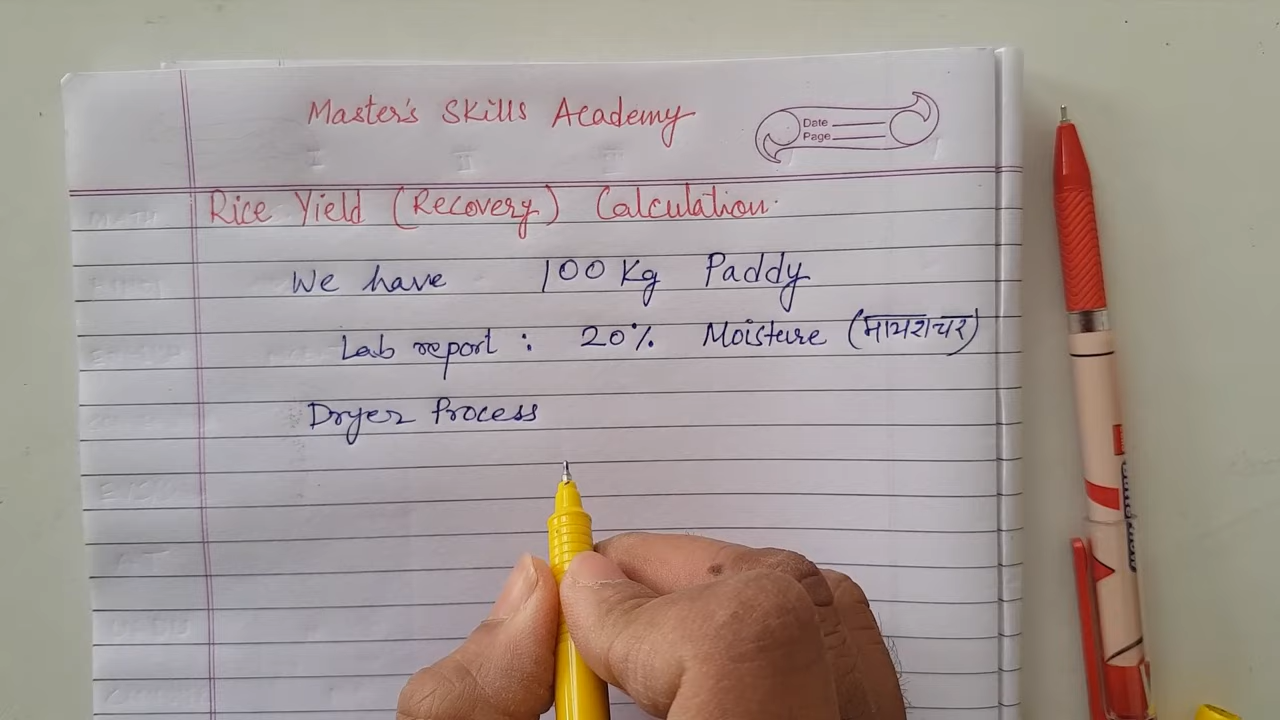 Master's Skills Academy
Date
Page
Rice Yield (Recovery) Calculation.
We have 100 Kg Paddy
Lab report : 20% Moisture (मायशचर)
Dryer Process